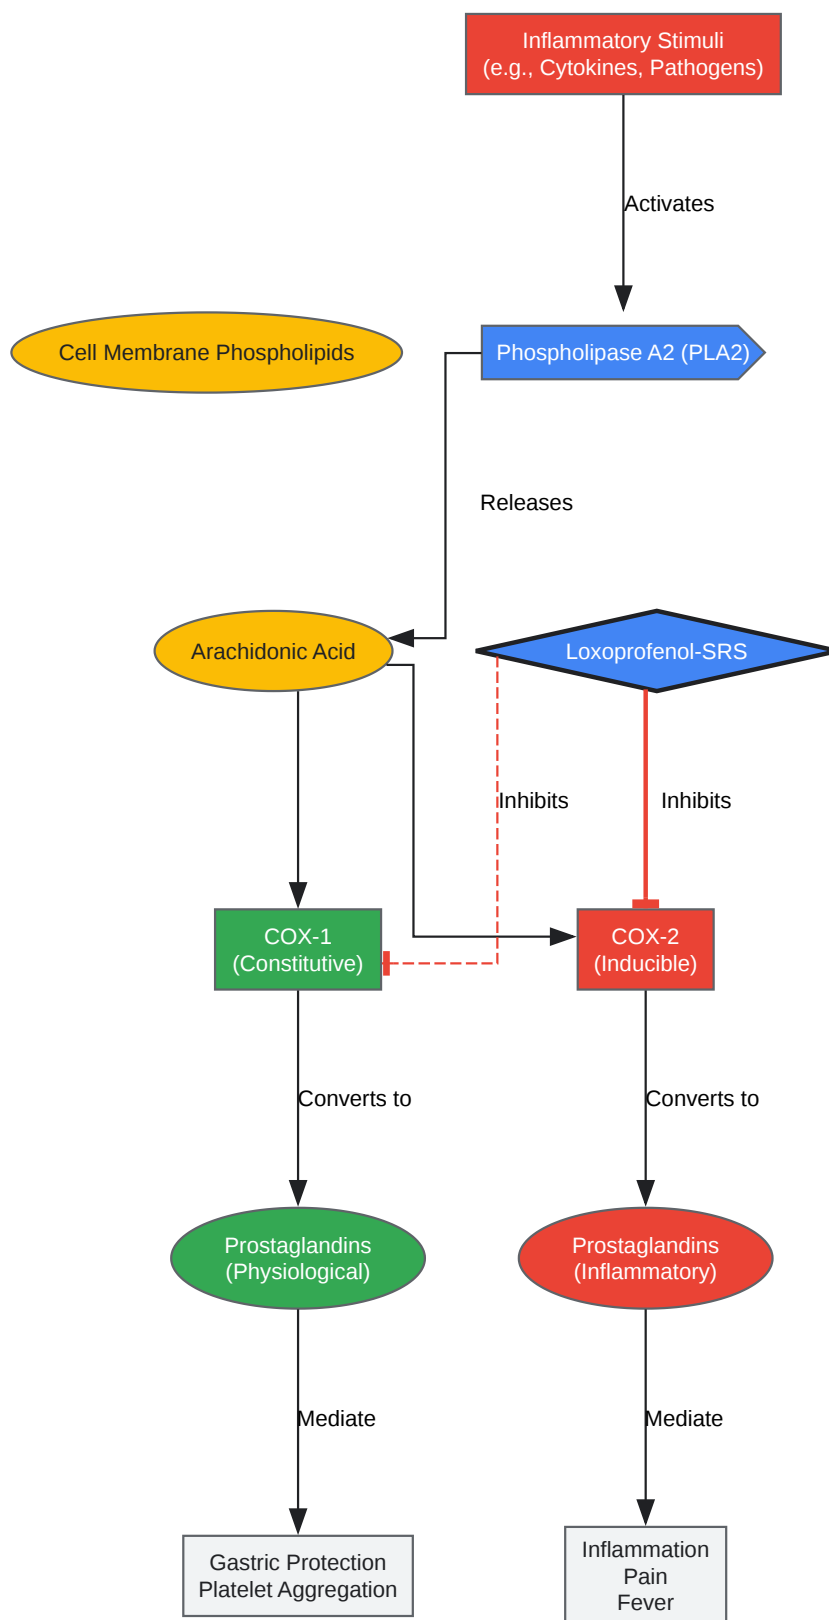 Inflammatory Stimuli
(e.g., Cytokines, Pathogens)
Activates
Cell Membrane Phospholipids
Phospholipase A2 (PLA2)
Releases
Arachidonic Acid
Loxoprofenol-SRS
Inhibits
Inhibits
COX-1
(Constitutive)
COX-2
(Inducible)
Converts to
Converts to
Prostaglandins
(Physiological)
Prostaglandins
(Inflammatory)
Mediate
Mediate
Gastric Protection
Platelet Aggregation
Inflammation
Pain
Fever